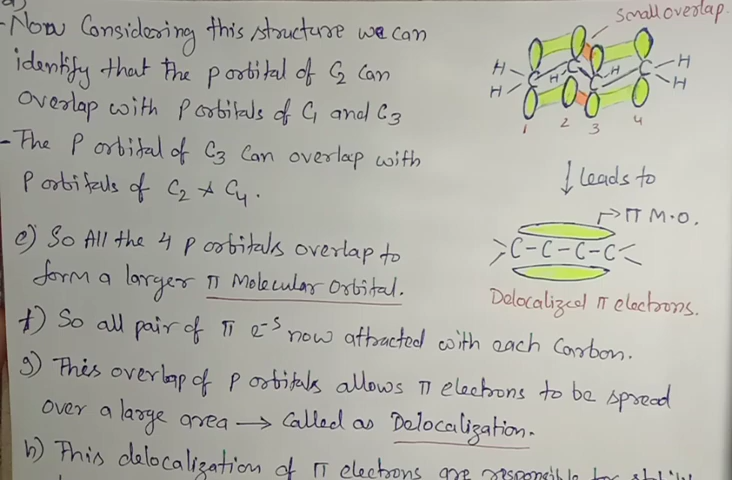 - Now Considering this structure we can
identify that the p orbital of C2 can
overlap with p orbitals of C1 and C3
- The p orbital of C3 can overlap with
p orbitals of C2 & C4.
e) So All the 4 p orbitals overlap to
form a larger π Molecular Orbital.
f) So all pair of π e-s now attracted with each Carbon.
g) This overlap of p orbitals allows π electrons to be spread
over a large area → Called as Delocalization.
h) This delocalization of π electrons are responsible for
Small overlap.
H C H C C H C H
H H
1 2 3 4
↓ Leads to
→ π M.O.
C-C-C-C
Delocalized π electrons.